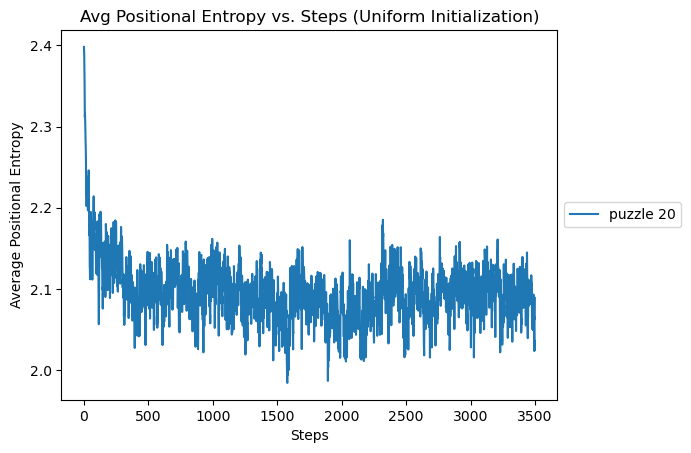 Avg Positional Entropy vs. Steps (Uniform Initialization)
Average Positional Entropy
2.4
2.3
2.2
2.1
2.0
0 500 1000 1500 2000 2500 3000 3500
Steps
puzzle 20